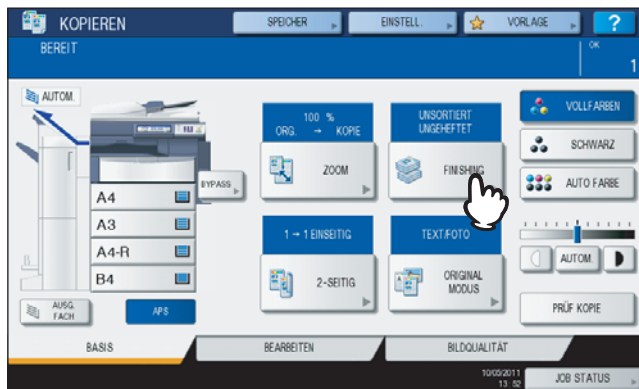 KOPIEREN
SPEICHER
EINSTELL.
VORLAGE
?
BEREIT
OK
1
AUTOM.
100 %
ORG. → KOPIE
UNSORTIERT
UNGEHEFTET
VOLLFARBEN
ZOOM
FINISHING
SCHWARZ
BYPASS
AUTO FARBE
A4
A3
A4-R
B4
1 → 1 EINSEITIG
TEXT/FOTO
2-SEITIG
ORIGINAL
MODUS
AUTOM.
AUSG.
FACH
APS
PRÜF KOPIE
BASIS
BEARBEITEN
BILDQUALITÄT
10/05/2011
13:52
JOB STATUS